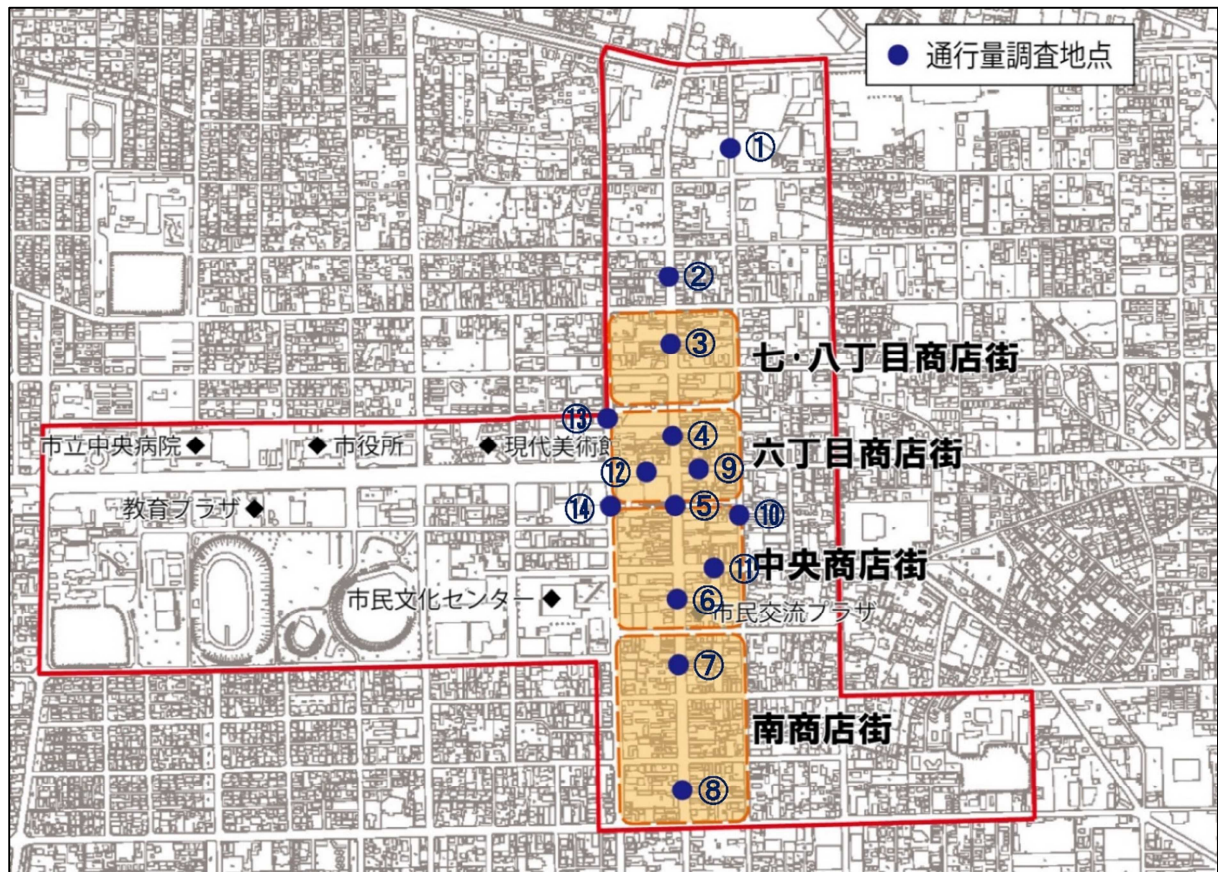 通行量調査地点
①
②
③
七・八丁目商店街
⑬
④
市立中央病院
市役所
現代美術館
六丁目商店街
⑫
⑨
教育プラザ
⑭
⑤
⑩
⑪
中央商店街
市民文化センター
⑥
市民交流プラザ
⑦
南商店街
⑧